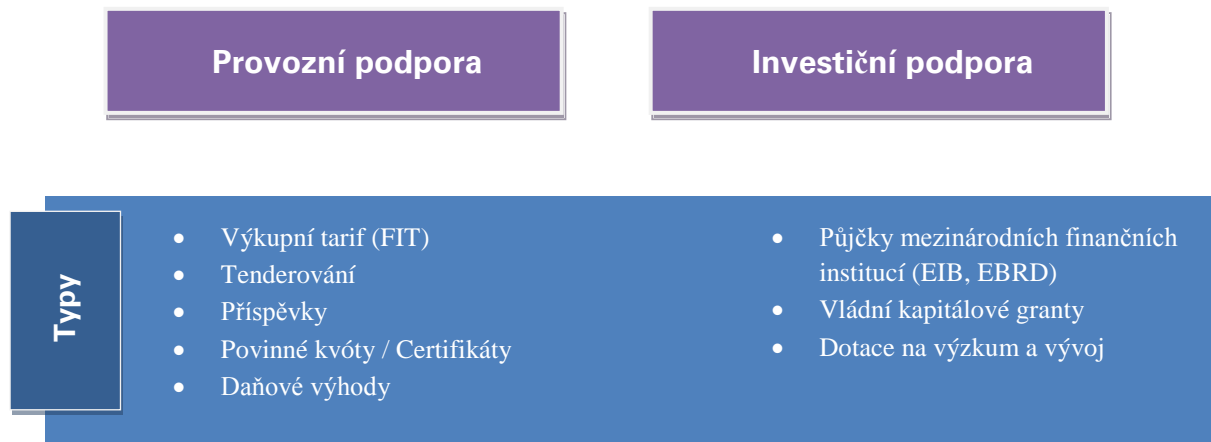 Provozní podpora
Investiční podpora
Typy
• Výkupní tarif (FIT)
• Tenderování
• Příspěvky
• Povinné kvóty / Certifikáty
• Daňové výhody
• Půjčky mezinárodních finančních
institucí (EIB, EBRD)
• Vládní kapitálové granty
• Dotace na výzkum a vývoj